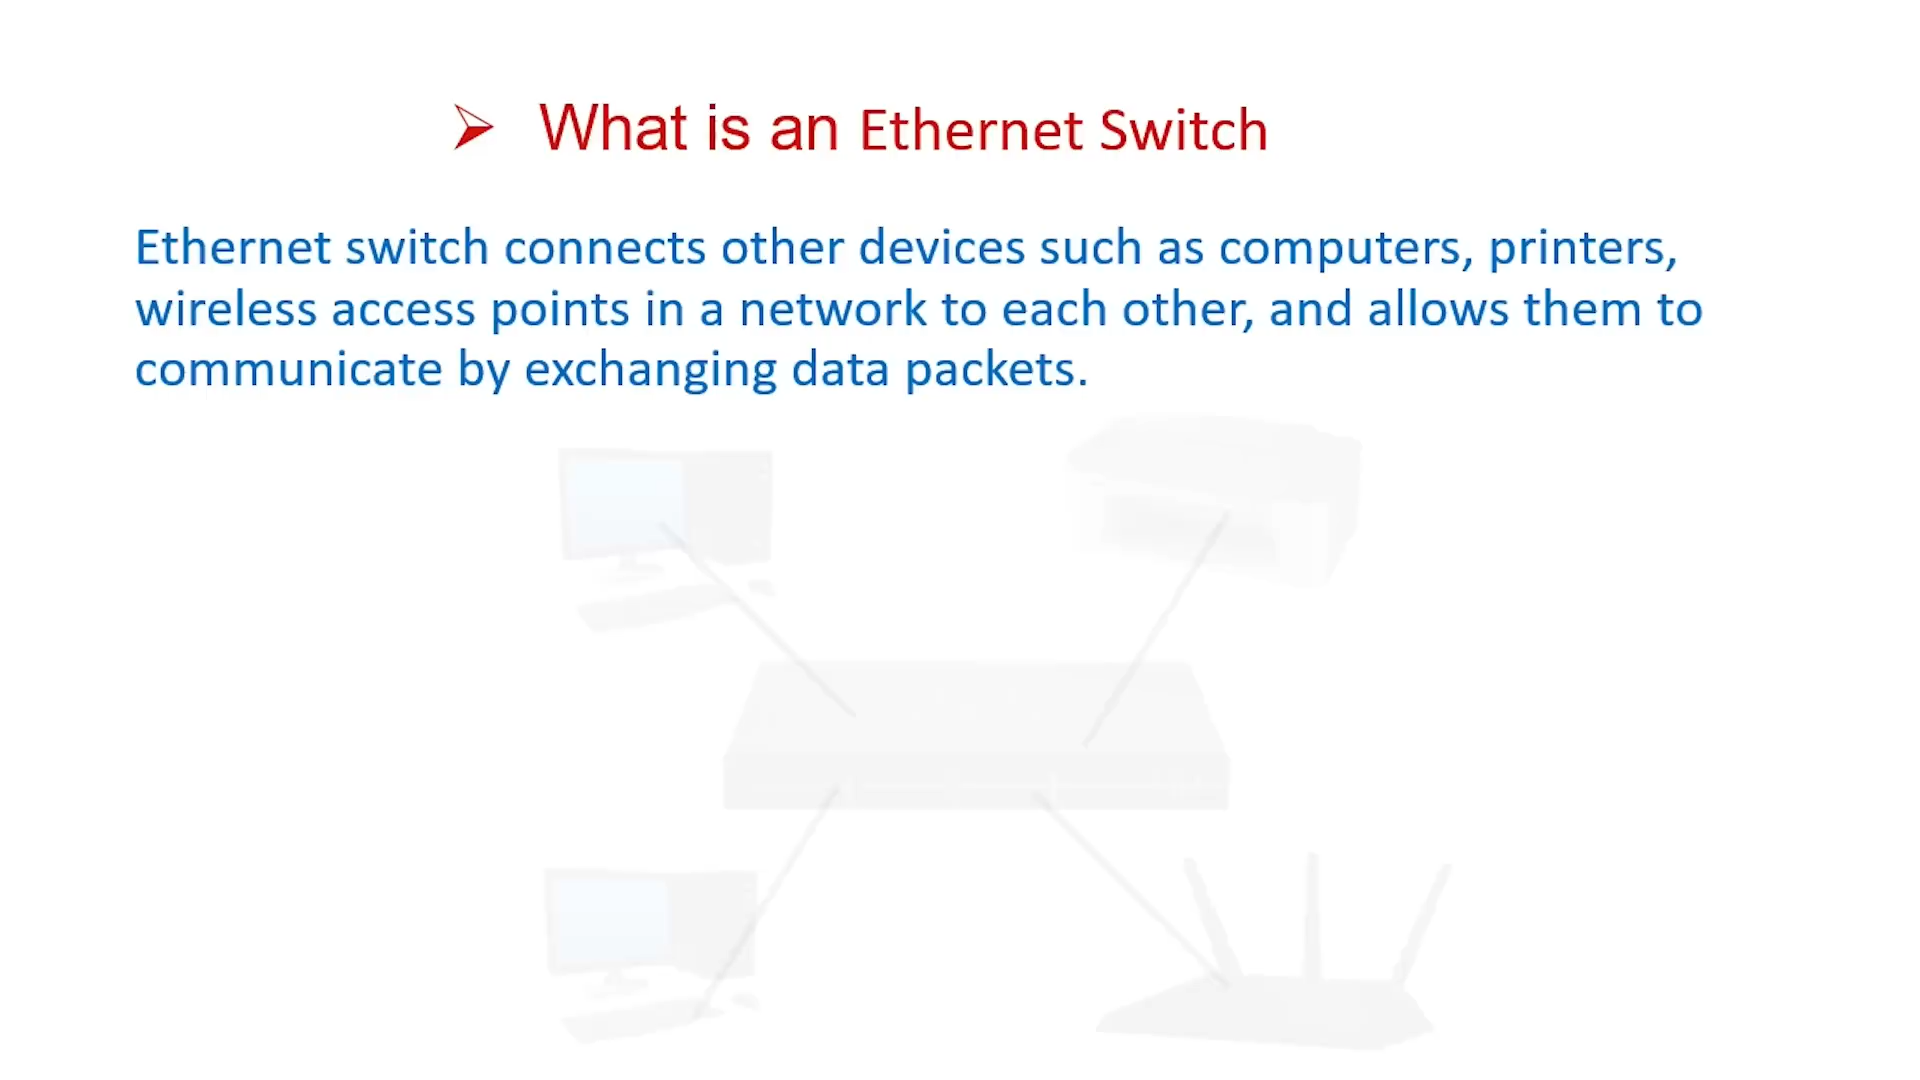 What is an Ethernet Switch
Ethernet switch connects other devices such as computers, printers,
wireless access points in a network to each other, and allows them to
communicate by exchanging data packets.